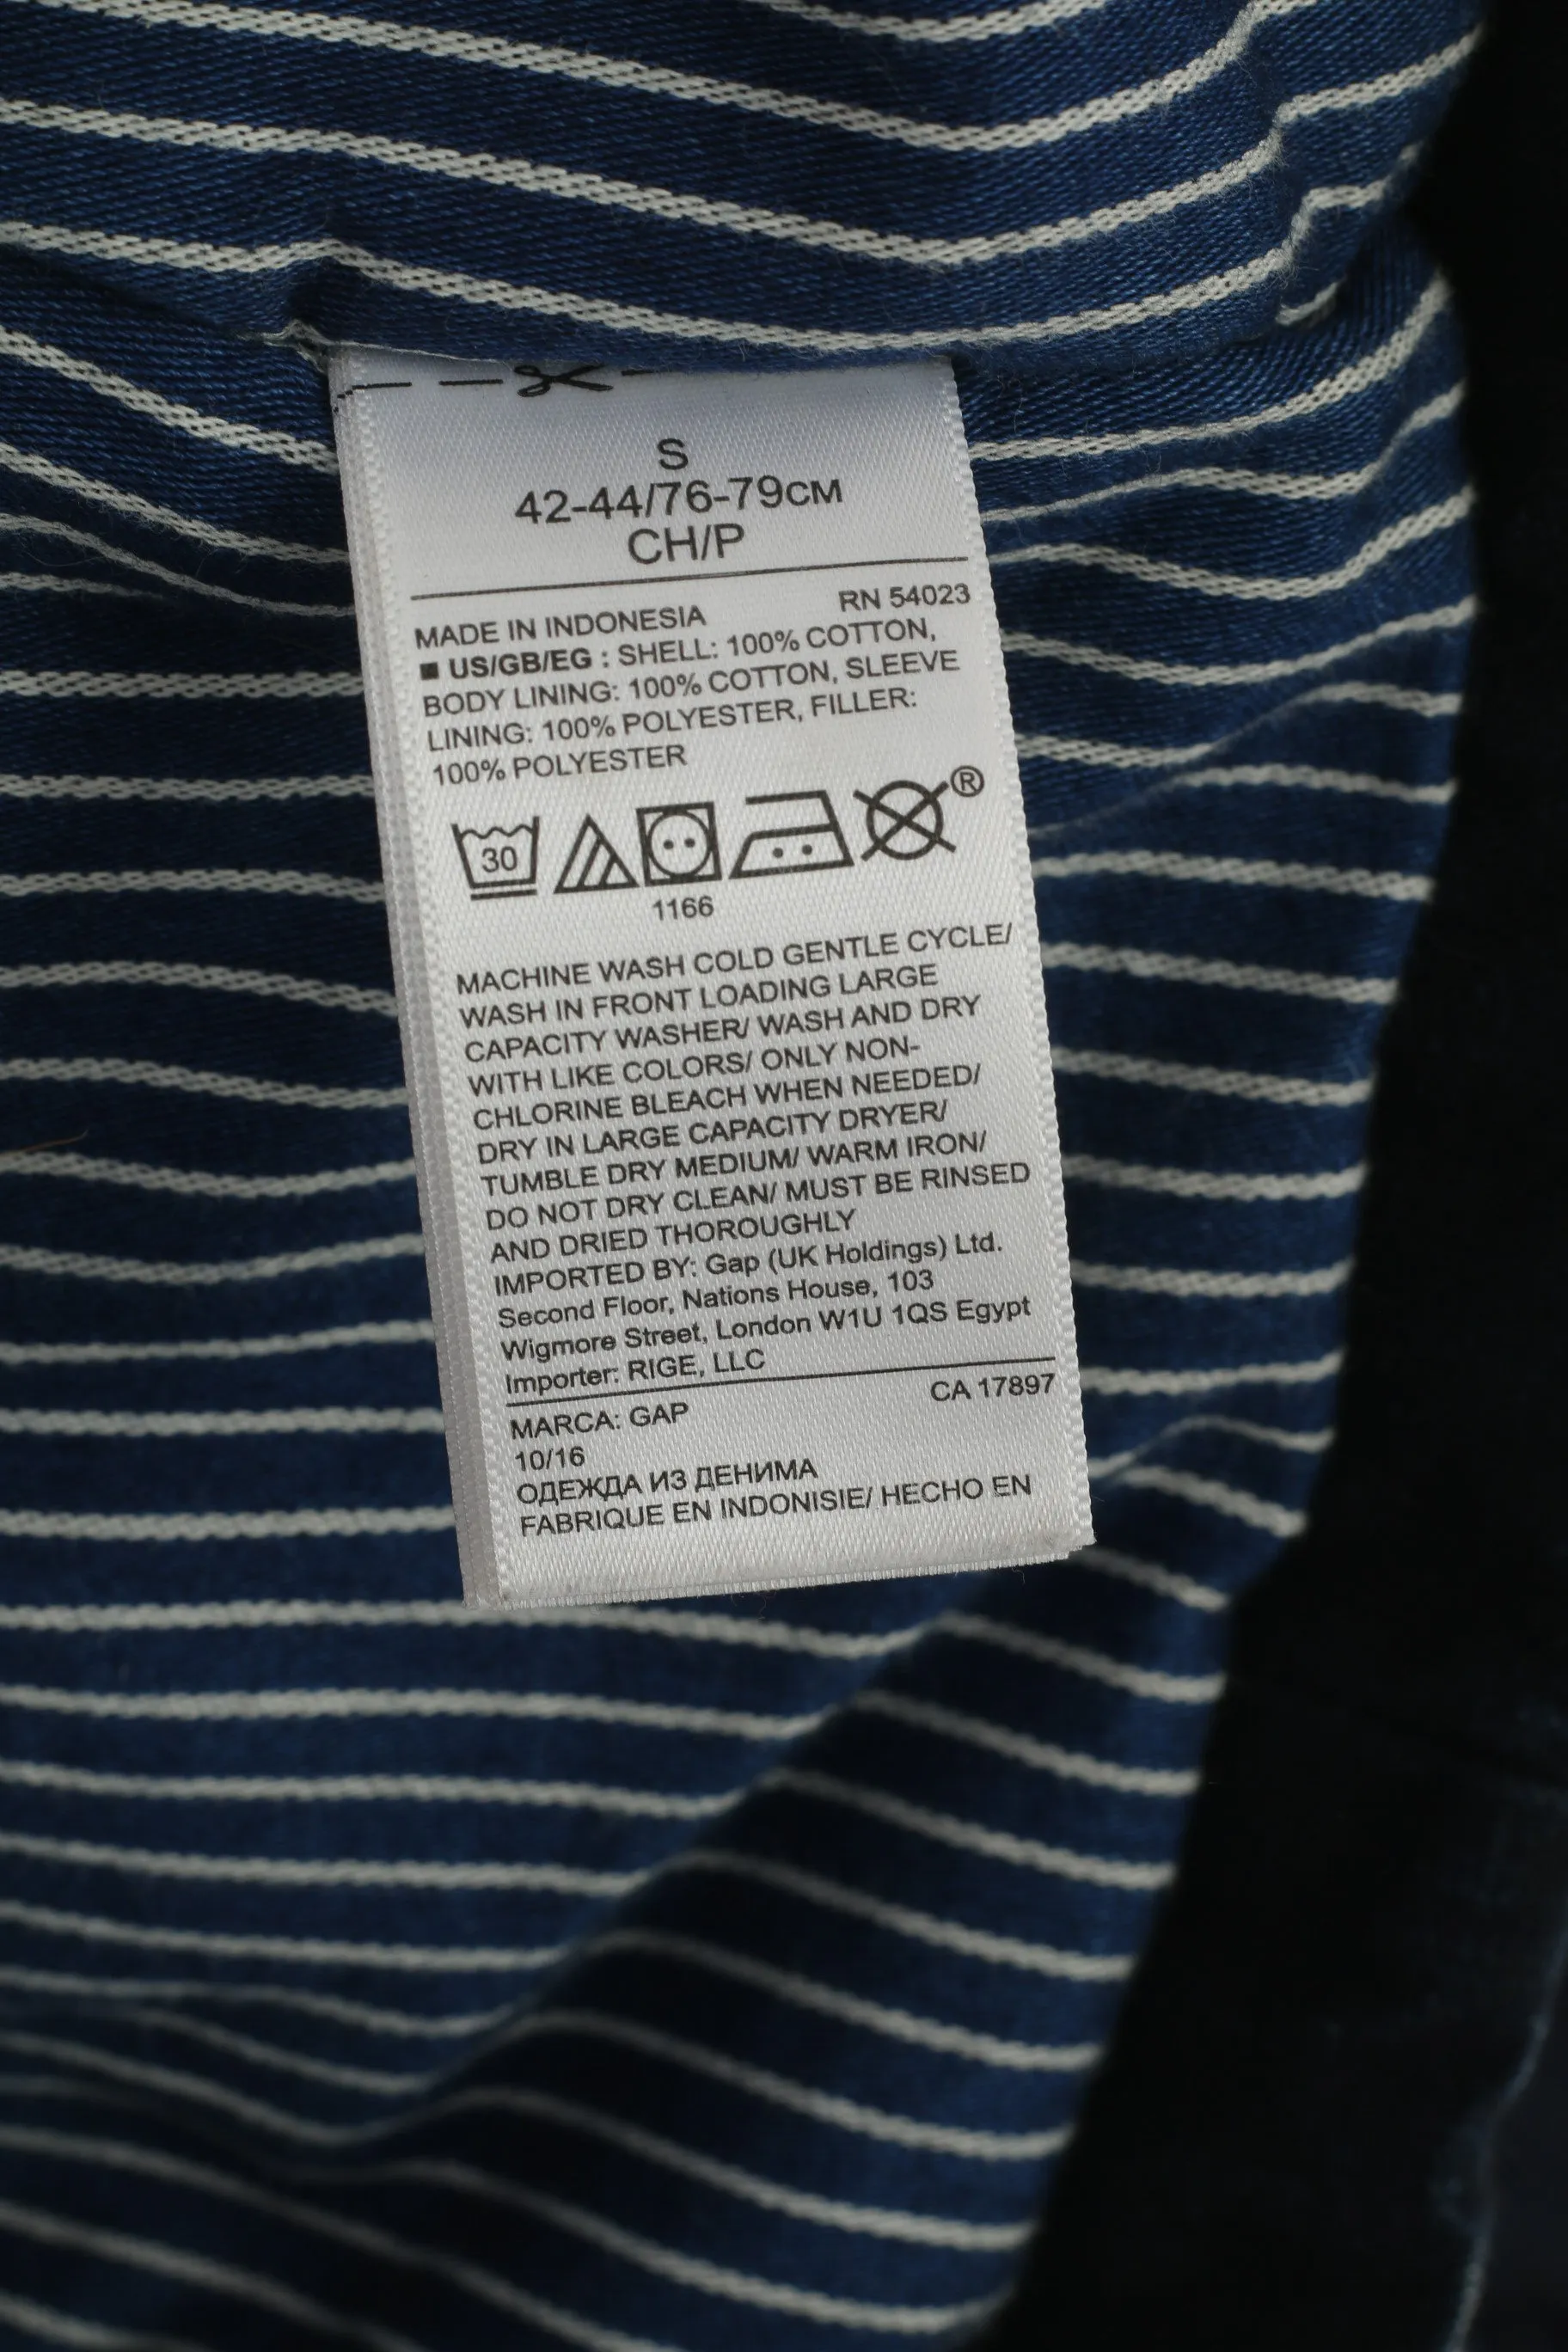 S
42-44/76-79CM
CH/P
RN 54023
MADE IN INDONESIA
■ US/GB/EG : SHELL: 100% COTTON,
BODY LINING: 100% COTTON, SLEEVE
LINING: 100% POLYESTER, FILLER:
100% POLYESTER
30
®
1166
MACHINE WASH COLD GENTLE CYCLE/
WASH IN FRONT LOADING LARGE
CAPACITY WASHER/ WASH AND DRY
WITH LIKE COLORS/ ONLY NON-
CHLORINE BLEACH WHEN NEEDED/
DRY IN LARGE CAPACITY DRYER/
TUMBLE DRY MEDIUM/ WARM IRON/
DO NOT DRY CLEAN/ MUST BE RINSED
AND DRIED THOROUGHLY
IMPORTED BY: Gap (UK Holdings) Ltd.
Second Floor, Nations House, 103
Wigmore Street, London W1U 1QS Egypt
Importer: RIGE, LLC
CA 17897
MARCA: GAP
10/16
ОДЕЖДА ИЗ ДЕНИМА
FABRIQUE EN INDONISIE/ HECHO EN